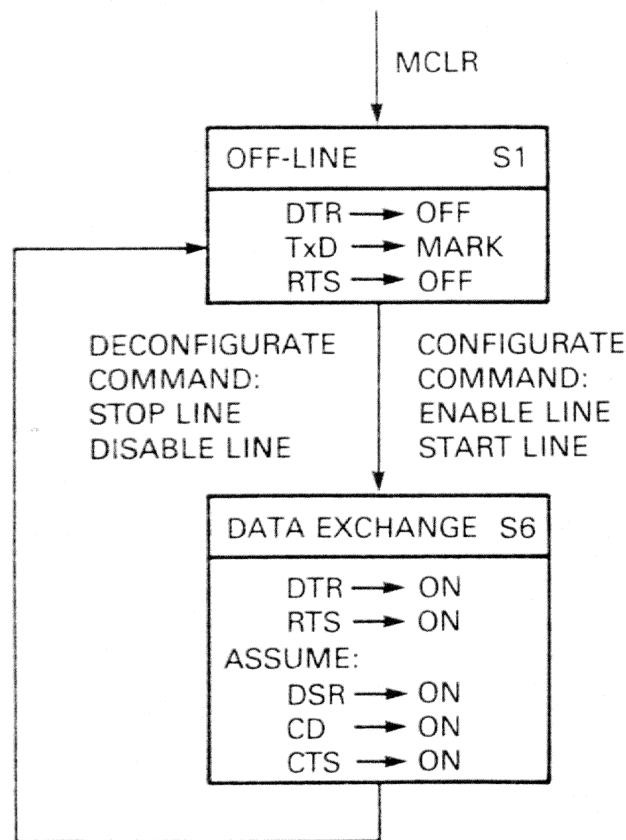 MCLR
OFF-LINE S1
DTR → OFF
TxD → MARK
RTS → OFF
DECONFIGURATE
COMMAND:
STOP LINE
DISABLE LINE
CONFIGURATE
COMMAND:
ENABLE LINE
START LINE
DATA EXCHANGE S6
DTR → ON
RTS → ON
ASSUME:
DSR → ON
CD → ON
CTS → ON